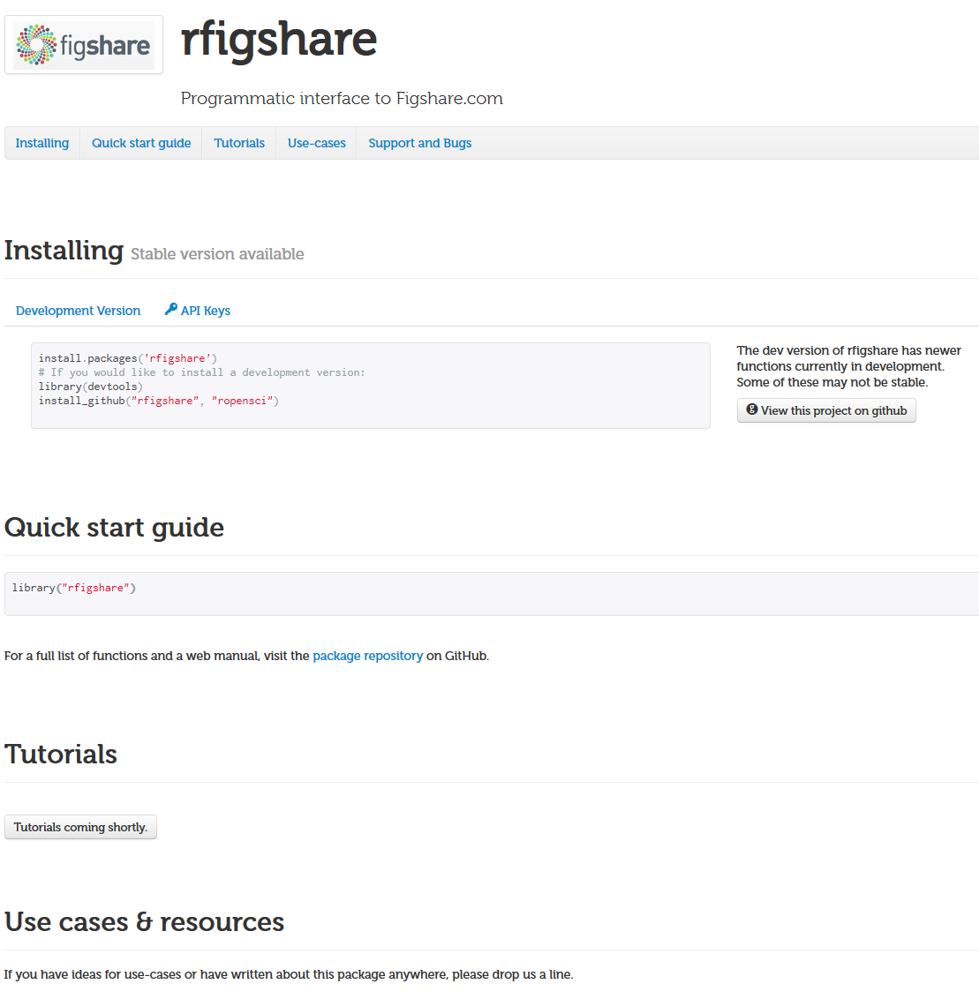 figshare
rfigshare
Programmatic interface to Figshare.com
Installing Quick start guide Tutorials Use-cases Support and Bugs
Installing Stable version available
Development Version API Keys
install.packages('rfigshare')
# If you would like to install a development version:
library(devtools)
install_github("rfigshare", "ropensci")
The dev version of rfigshare has newer
functions currently in development.
Some of these may not be stable.
View this project on github
Quick start guide
library("rfigshare")
For a full list of functions and a web manual, visit the package repository on GitHub.
Tutorials
Tutorials coming shortly.
Use cases & resources
If you have ideas for use-cases or have written about this package anywhere, please drop us a line.